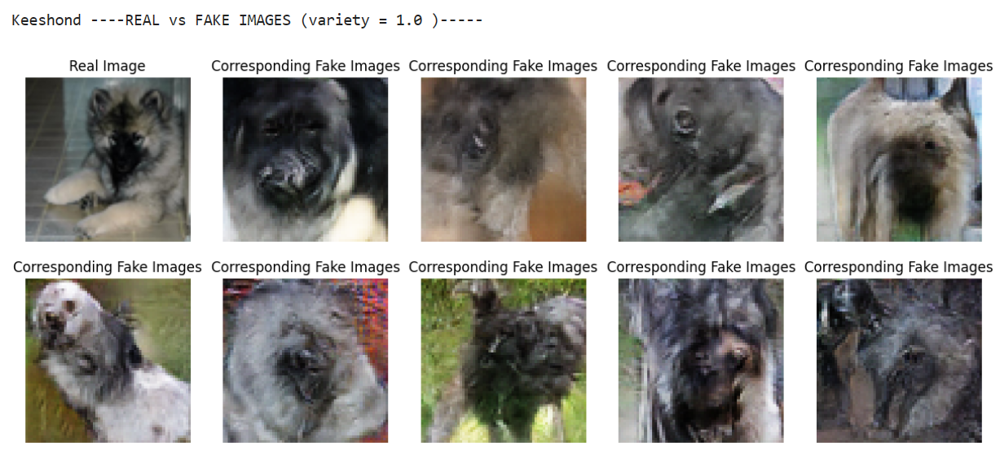 Keeshond ----REAL vs FAKE IMAGES (variety = 1.0 )-----
Real Image Corresponding Fake Images Corresponding Fake Images Corresponding Fake Images Corresponding Fake Images
Corresponding Fake Images Corresponding Fake Images Corresponding Fake Images Corresponding Fake Images Corresponding Fake Images